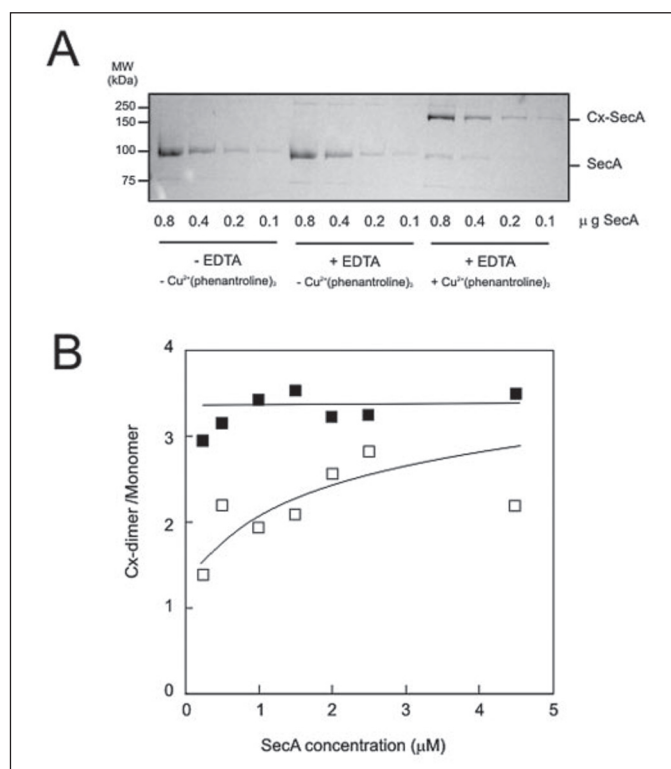 A
MW
(kDa)
250
150
100
75
Cx-SecA
SecA
0.8 0.4 0.2 0.1 0.8 0.4 0.2 0.1 0.8 0.4 0.2 0.1 μ g SecA
- EDTA + EDTA + EDTA
- Cu²⁺(phenantroline)₃ - Cu²⁺(phenantroline)₃ + Cu²⁺(phenantroline)₃
B
4
3
2
1
0
Cx-dimer /Monomer
0 1 2 3 4 5
SecA concentration (μM)